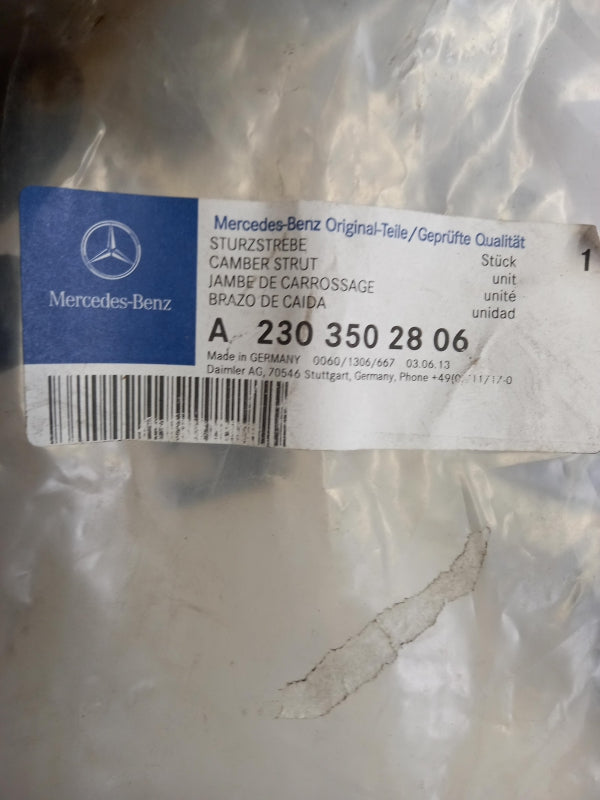 Mercedes-Benz
Mercedes-Benz Original-Teile/Geprüfte Qualität
STURZSTREBE
CAMBER STRUT
JAMBE DE CARROSSAGE
BRAZO DE CAIDA
Stück
unit
unité
unidad
1
A 230 350 28 06
Made in GERMANY 0060/1306/667 03.06.13
Daimler AG, 70546 Stuttgart, Germany, Phone